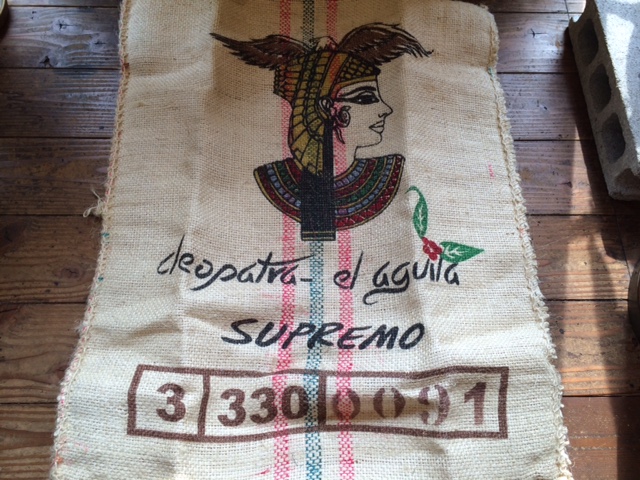 cleopatra - el aguila
SUPREMO
3 330 0091